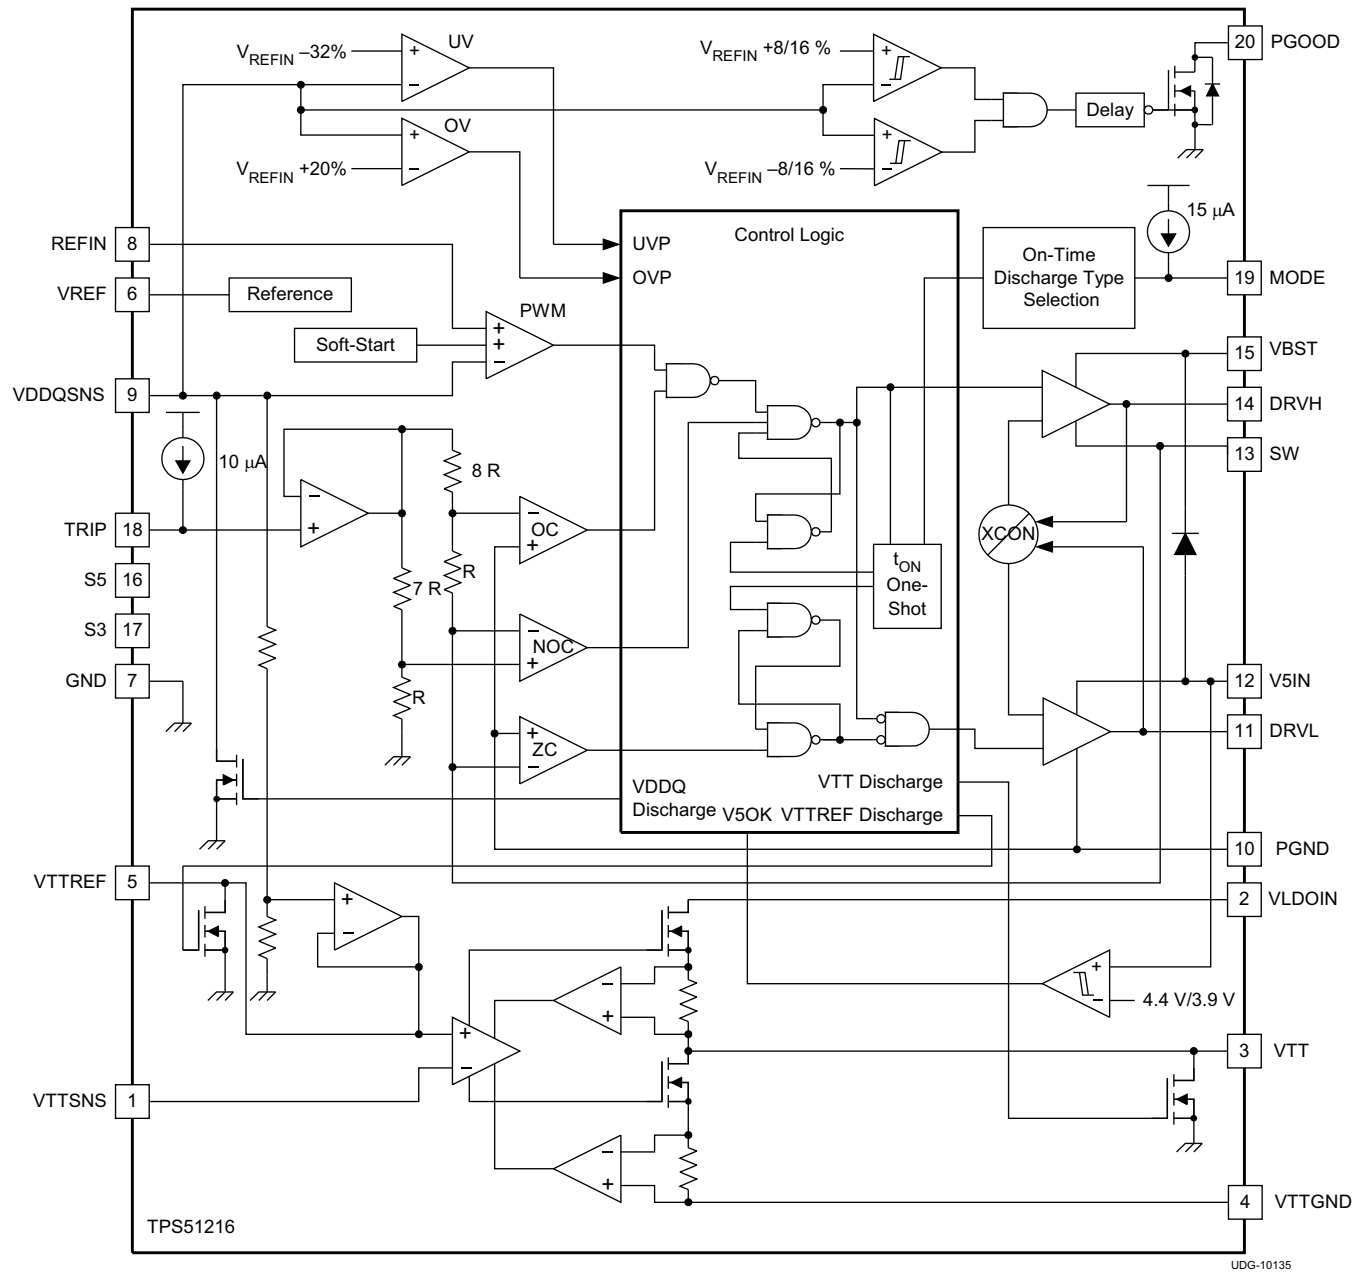 V_REFIN –32%
+
–
UV
V_REFIN +8/16 %
+
–
20 PGOOD
Delay
OV
+
–
V_REFIN +20%
+
–
V_REFIN –8/16 %
15 μA
REFIN 8
UVP
Control Logic
OVP
On-Time
Discharge Type
Selection
19 MODE
VREF 6
Reference
PWM
Soft-Start
+
+
–
15 VBST
VDDQSNS 9
14 DRVH
10 μA
13 SW
8 R
–
+
–
OC
+
TRIP 18
XCON
S5 16
7 R
R
t_ON
One-
Shot
S3 17
–
NOC
+
GND 7
12 V5IN
R
+
ZC
–
11 DRVL
VDDQ
Discharge
VTT Discharge
V5OK
VTTREF Discharge
10 PGND
VTTREF 5
2 VLDOIN
+
–
–
+
+
–
4.4 V/3.9 V
+
–
3 VTT
VTTSNS 1
–
+
4 VTTGND
TPS51216
UDG-10135